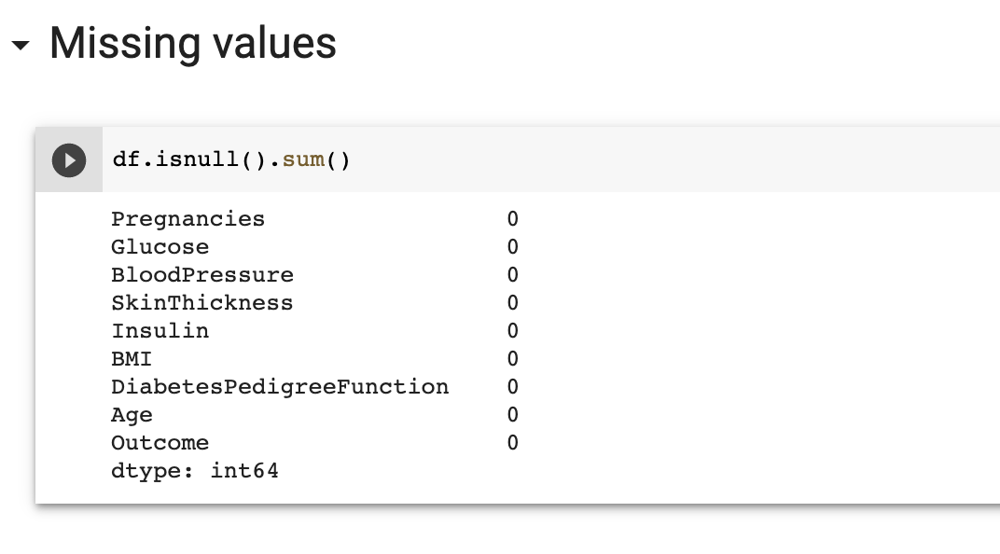 Missing values
df.isnull().sum()
Pregnancies 0
Glucose 0
BloodPressure 0
SkinThickness 0
Insulin 0
BMI 0
DiabetesPedigreeFunction 0
Age 0
Outcome 0
dtype: int64